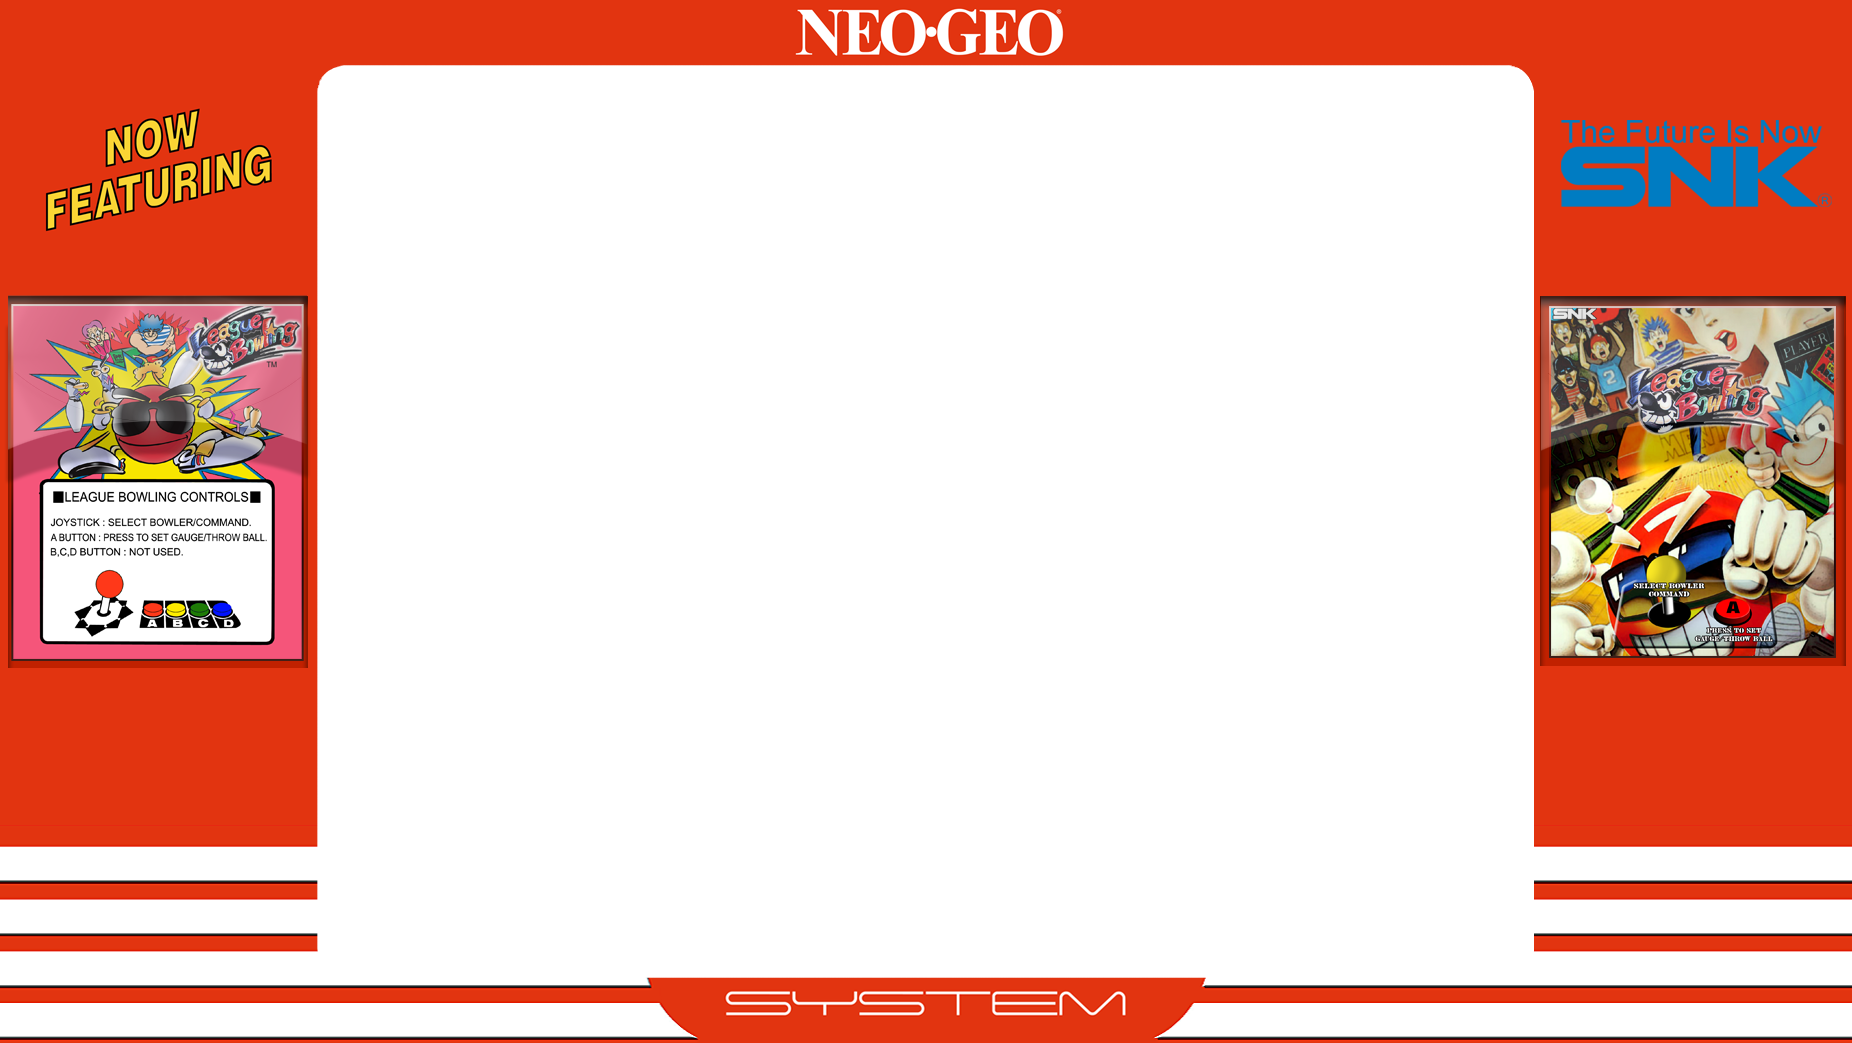 NEO•GEO®
NOW
FEATURING
The Future Is Now
SNK®
League
Bowling
TM
■LEAGUE BOWLING CONTROLS■
JOYSTICK : SELECT BOWLER/COMMAND.
A BUTTON : PRESS TO SET GAUGE/THROW BALL.
B,C,D BUTTON : NOT USED.
A B C D
SNK
PLAYER
2
League
Bowling
SELECT BOWLER
COMMAND
A
PRESS TO SET
GAUGE/THROW BALL
SYSTEM